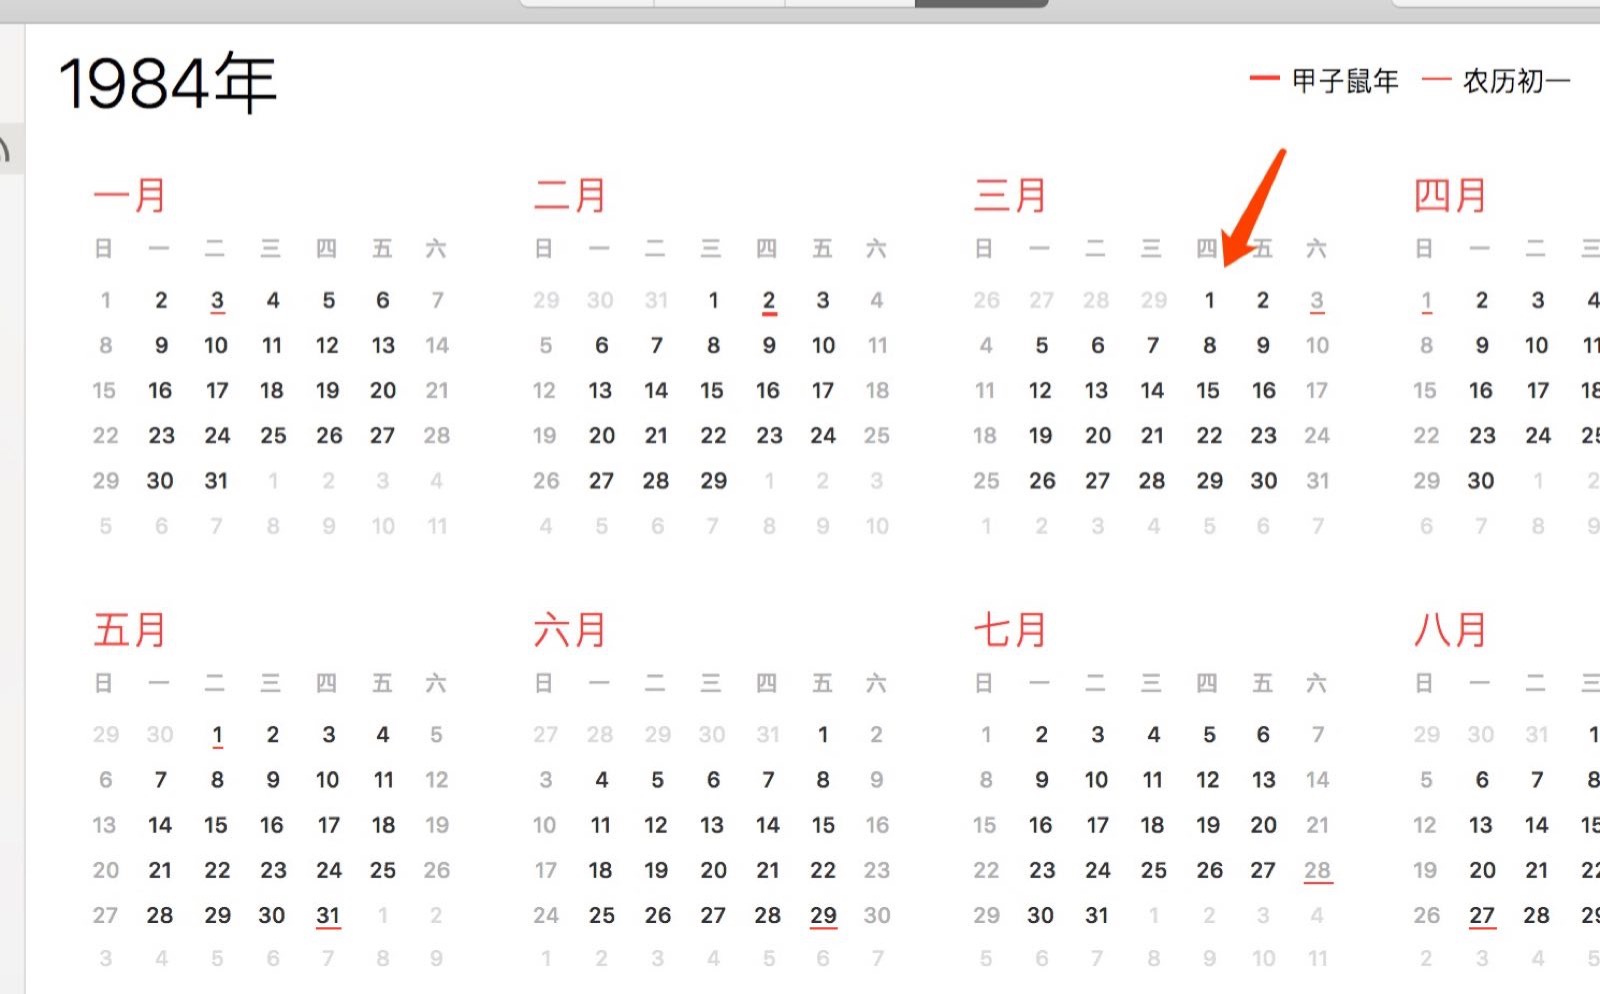 1984年
甲子鼠年 农历初一
一月 二月 三月 四月
日 一 二 三 四 五 六 日 一 二 三 四 五 六 日 一 二 三 四 五 六 日 一 二 三
1 2 3 4 5 6 7 29 30 31 1 2 3 4 26 27 28 29 1 2 3 1 2 3 4
8 9 10 11 12 13 14 5 6 7 8 9 10 11 4 5 6 7 8 9 10 8 9 10 11
15 16 17 18 19 20 21 12 13 14 15 16 17 18 11 12 13 14 15 16 17 15 16 17 18
22 23 24 25 26 27 28 19 20 21 22 23 24 25 18 19 20 21 22 23 24 22 23 24 25
29 30 31 1 2 3 4 26 27 28 29 1 2 3 25 26 27 28 29 30 31 29 30 1 2
5 6 7 8 9 10 11 4 5 6 7 8 9 10 1 2 3 4 5 6 7 6 7 8 9
五月 六月 七月 八月
日 一 二 三 四 五 六 日 一 二 三 四 五 六 日 一 二 三 四 五 六 日 一 二 三
29 30 1 2 3 4 5 27 28 29 30 31 1 2 1 2 3 4 5 6 7 29 30 31 1
6 7 8 9 10 11 12 3 4 5 6 7 8 9 8 9 10 11 12 13 14 5 6 7 8
13 14 15 16 17 18 19 10 11 12 13 14 15 16 15 16 17 18 19 20 21 12 13 14 15
20 21 22 23 24 25 26 17 18 19 20 21 22 23 22 23 24 25 26 27 28 19 20 21 22
27 28 29 30 31 1 2 24 25 26 27 28 29 30 29 30 31 1 2 3 4 26 27 28 29
3 4 5 6 7 8 9 1 2 3 4 5 6 7 5 6 7 8 9 10 11 2 3 4 5